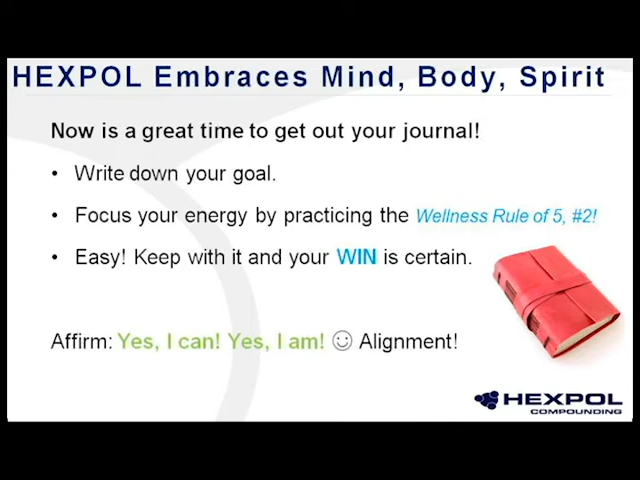 HEXPOL Embraces Mind, Body, Spirit
Now is a great time to get out your journal!
• Write down your goal.
• Focus your energy by practicing the Wellness Rule of 5, #2!
• Easy! Keep with it and your WIN is certain.
Affirm: Yes, I can! Yes, I am! ☺ Alignment!
HEXPOL
COMPOUNDING